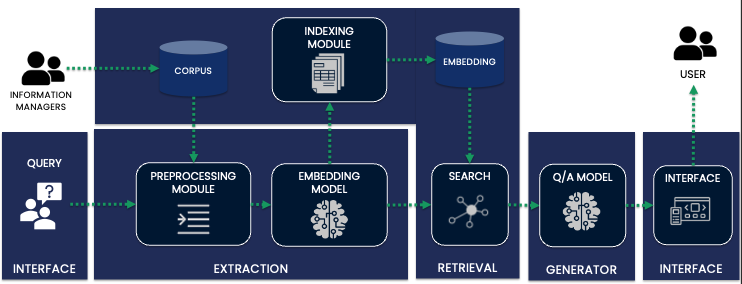 INDEXING
MODULE
CORPUS
EMBEDDING
USER
INFORMATION
MANAGERS
QUERY
?
PREPROCESSING
MODULE
EMBEDDING
MODEL
SEARCH
Q/A MODEL
INTERFACE
INTERFACE
EXTRACTION
RETRIEVAL
GENERATOR
INTERFACE